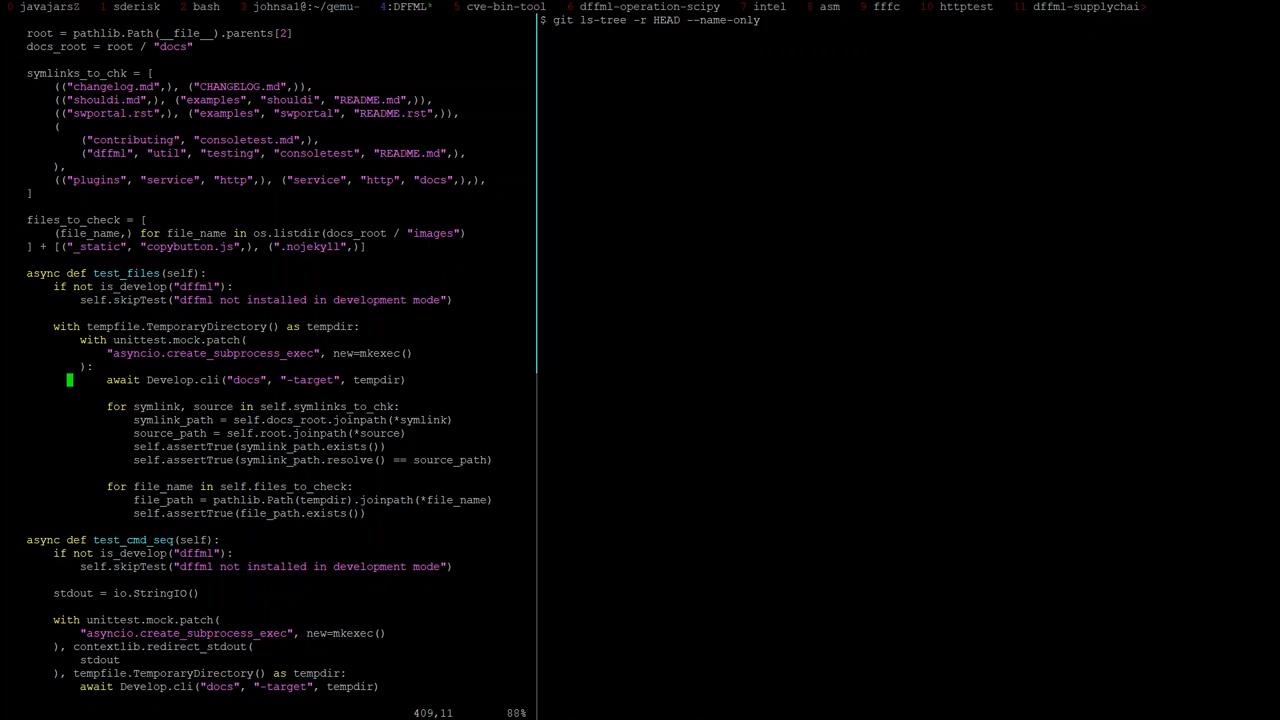 0 javajarsZ  1 sderisk  2 bash  3 johnsal@:~/qemu-  4:DFFML*  5 cve-bin-tool  6 dffml-operation-scipy  7 intel  8 asm  9 fffc  10 httptest  11 dffml-supplychai>
root = pathlib.Path(__file__).parents[2]
docs_root = root / "docs"
symlinks_to_chk = [
    (("changelog.md",), ("CHANGELOG.md",)),
    (("shouldi.md",), ("examples", "shouldi", "README.md",)),
    (("swportal.rst",), ("examples", "swportal", "README.rst",)),
    (
        ("contributing", "consoletest.md",),
        ("dffml", "util", "testing", "consoletest", "README.md",),
    ),
    (("plugins", "service", "http",), ("service", "http", "docs",),),
]
files_to_check = [
    (file_name,) for file_name in os.listdir(docs_root / "images")
] + [("_static", "copybutton.js",), (".nojekyll",)]
async def test_files(self):
    if not is_develop("dffml"):
        self.skipTest("dffml not installed in development mode")
    with tempfile.TemporaryDirectory() as tempdir:
        with unittest.mock.patch(
            "asyncio.create_subprocess_exec", new=mkexec()
        ):
            await Develop.cli("docs", "-target", tempdir)
            for symlink, source in self.symlinks_to_chk:
                symlink_path = self.docs_root.joinpath(*symlink)
                source_path = self.root.joinpath(*source)
                self.assertTrue(symlink_path.exists())
                self.assertTrue(symlink_path.resolve() == source_path)
            for file_name in self.files_to_check:
                file_path = pathlib.Path(tempdir).joinpath(*file_name)
                self.assertTrue(file_path.exists())
async def test_cmd_seq(self):
    if not is_develop("dffml"):
        self.skipTest("dffml not installed in development mode")
    stdout = io.StringIO()
    with unittest.mock.patch(
        "asyncio.create_subprocess_exec", new=mkexec()
    ), contextlib.redirect_stdout(
        stdout
    ), tempfile.TemporaryDirectory() as tempdir:
        await Develop.cli("docs", "-target", tempdir)
409,11  88%
$ git ls-tree -r HEAD --name-only